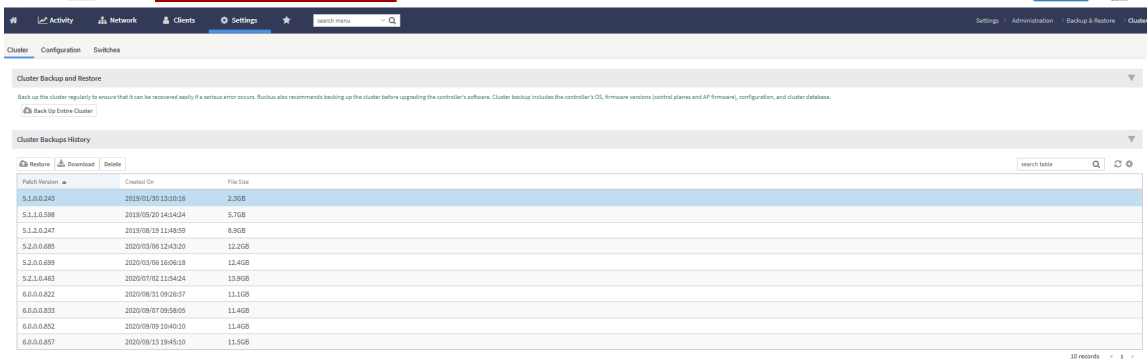 Activity Network Clients Settings search menu Settings Administration Backup & Restore Cluster
Cluster Configuration Switches
Cluster Backup and Restore
Back up the cluster regularly to ensure that it can be recovered easily if a serious error occurs. Ruckus also recommends backing up the cluster before upgrading the controller's software. Cluster backup includes the controller's OS, firmware versions (control planes and AP firmware), configuration, and cluster database.
Back Up Entire Cluster
Cluster Backups History
Restore Download Delete search table
Patch Version Created On File Size
5.1.0.0.243 2019/01/30 13:10:16 2.3GB
5.1.1.0.598 2019/05/20 14:14:24 5.7GB
5.1.2.0.247 2019/08/19 11:48:59 8.9GB
5.2.0.0.685 2020/03/06 12:43:20 12.2GB
5.2.0.0.699 2020/03/06 16:06:18 12.4GB
5.2.1.0.463 2020/07/02 11:54:24 13.9GB
6.0.0.0.822 2020/08/31 09:26:37 11.1GB
6.0.0.0.833 2020/09/07 09:58:05 11.4GB
6.0.0.0.852 2020/09/09 10:40:10 11.4GB
6.0.0.0.857 2020/09/13 19:45:10 11.5GB
10 records 1